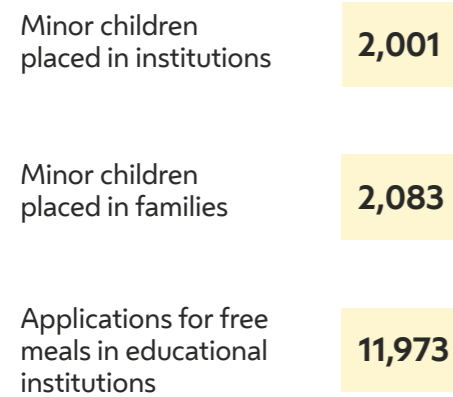 Minor children
placed in institutions
2,001
Minor children
placed in families
2,083
Applications for free
meals in educational
institutions
11,973